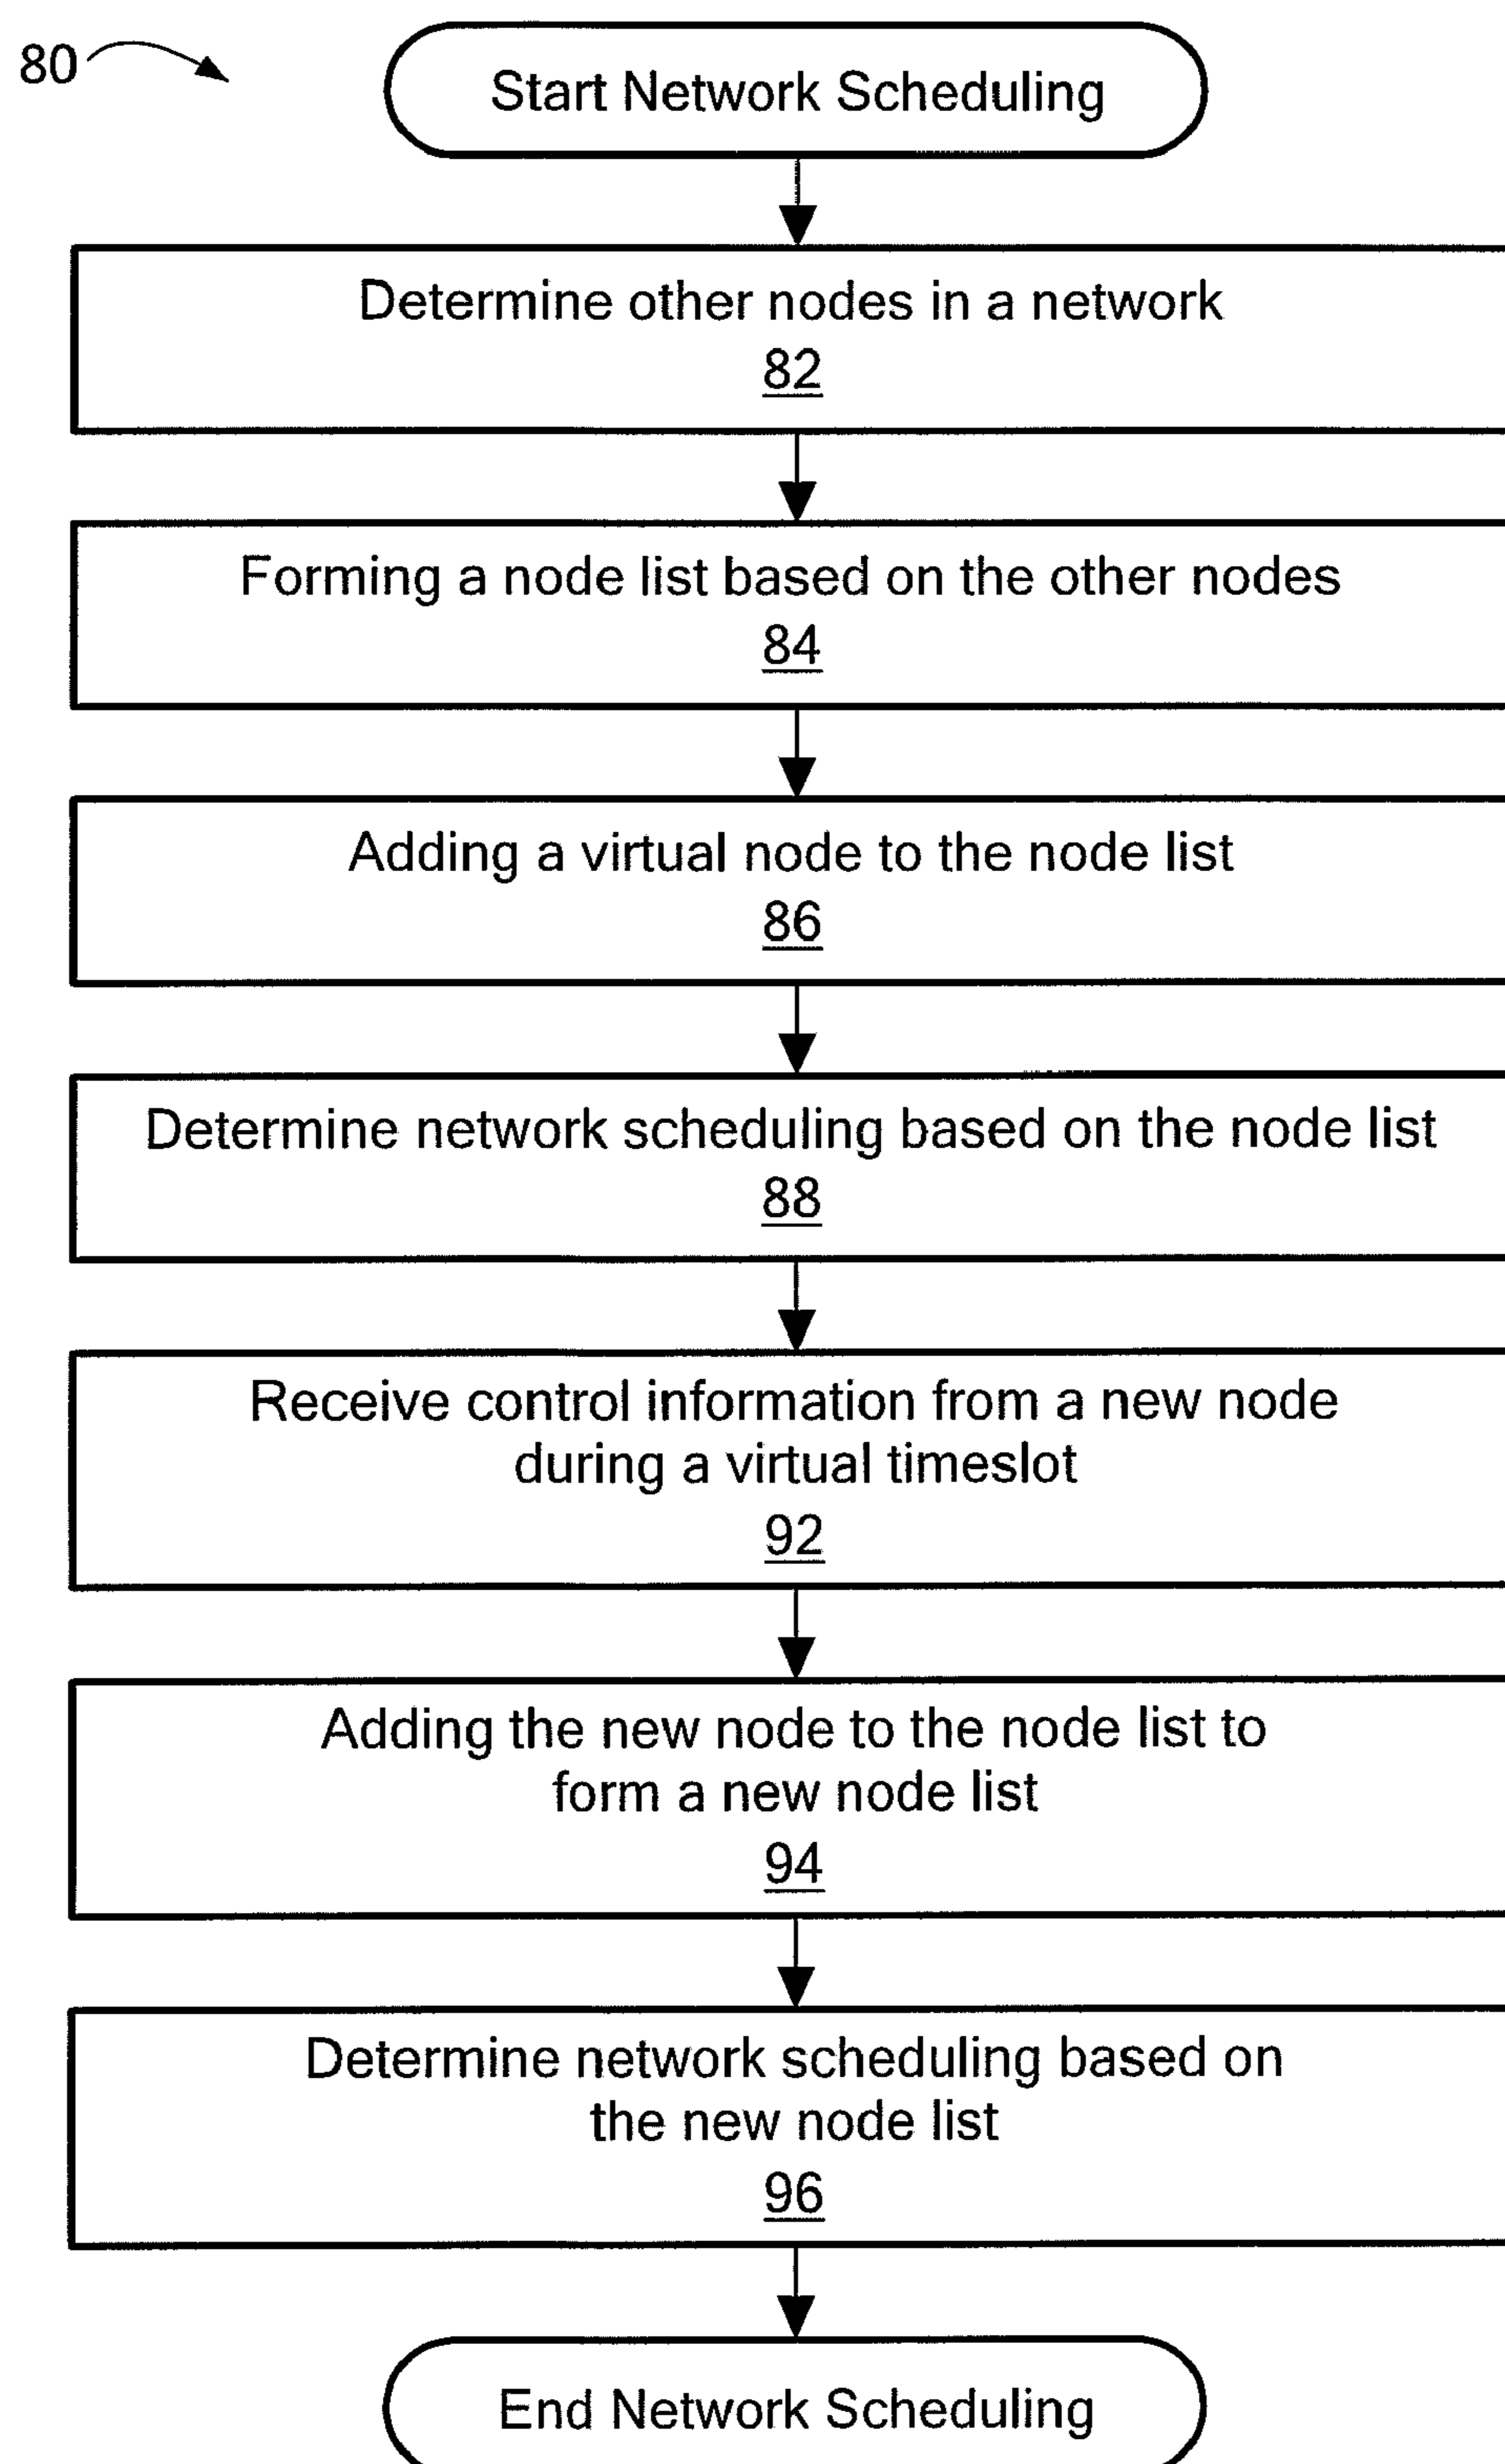 80
Start Network Scheduling
Determine other nodes in a network
82
Forming a node list based on the other nodes
84
Adding a virtual node to the node list
86
Determine network scheduling based on the node list
88
Receive control information from a new node
during a virtual timeslot
92
Adding the new node to the node list to
form a new node list
94
Determine network scheduling based on
the new node list
96
End Network Scheduling